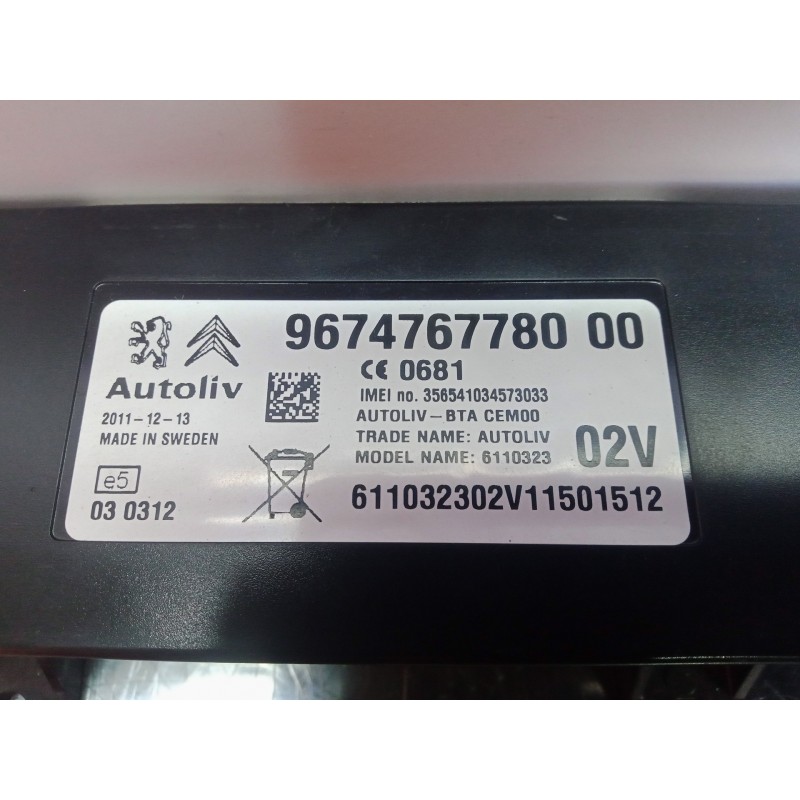 9674767780 00
CE 0681
Autoliv
IMEI no. 356541034573033
2011-12-13
AUTOLIV-BTA CEM00
MADE IN SWEDEN
TRADE NAME: AUTOLIV
MODEL NAME: 6110323
02V
e5
03 0312
611032302V11501512